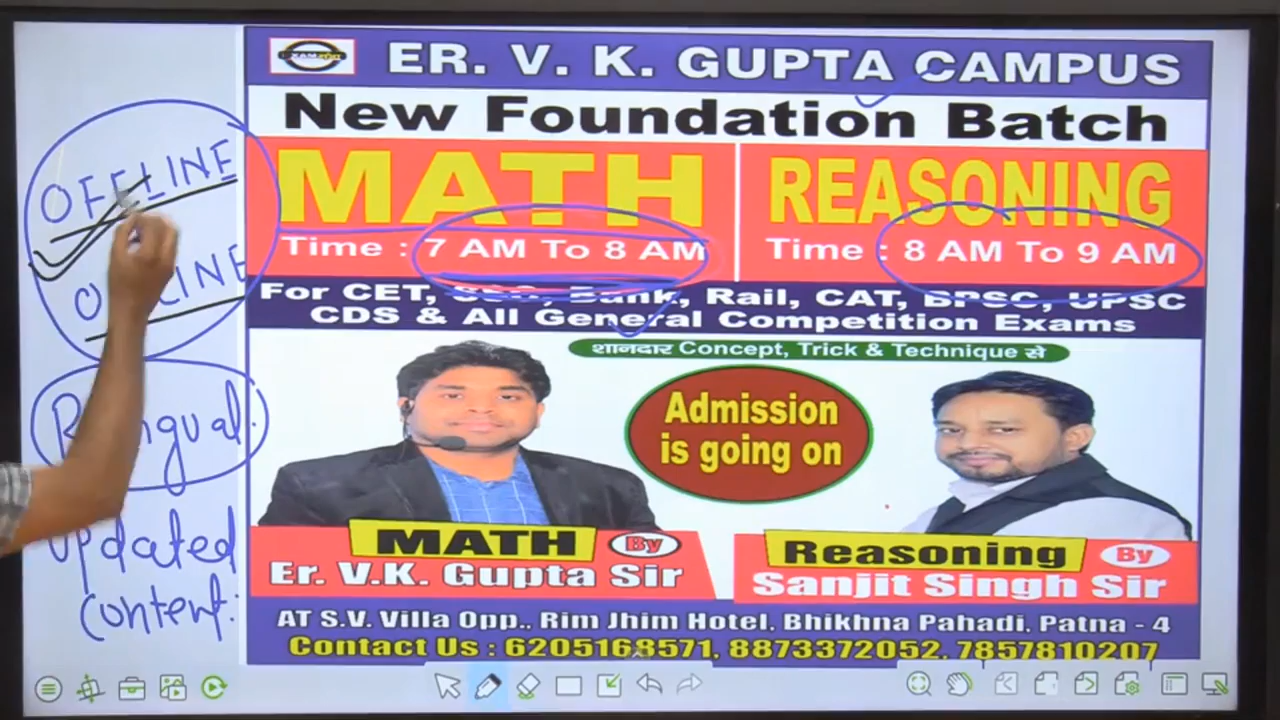 ER. V. K. GUPTA CAMPUS
New Foundation Batch
MATH
Time : 7 AM To 8 AM
REASONING
Time : 8 AM To 9 AM
For CET, SSC, Bank, Rail, CAT, BPSC, UPSC
CDS & All General Competition Exams
शानदार Concept, Trick & Technique से
Admission
is going on
MATH By
Er. V.K. Gupta Sir
Reasoning By
Sanjit Singh Sir
AT S.V. Villa Opp., Rim Jhim Hotel, Bhikhna Pahadi, Patna - 4
Contact Us : 6205168571, 8873372052, 7857810207
OFFLINE
updated
content: